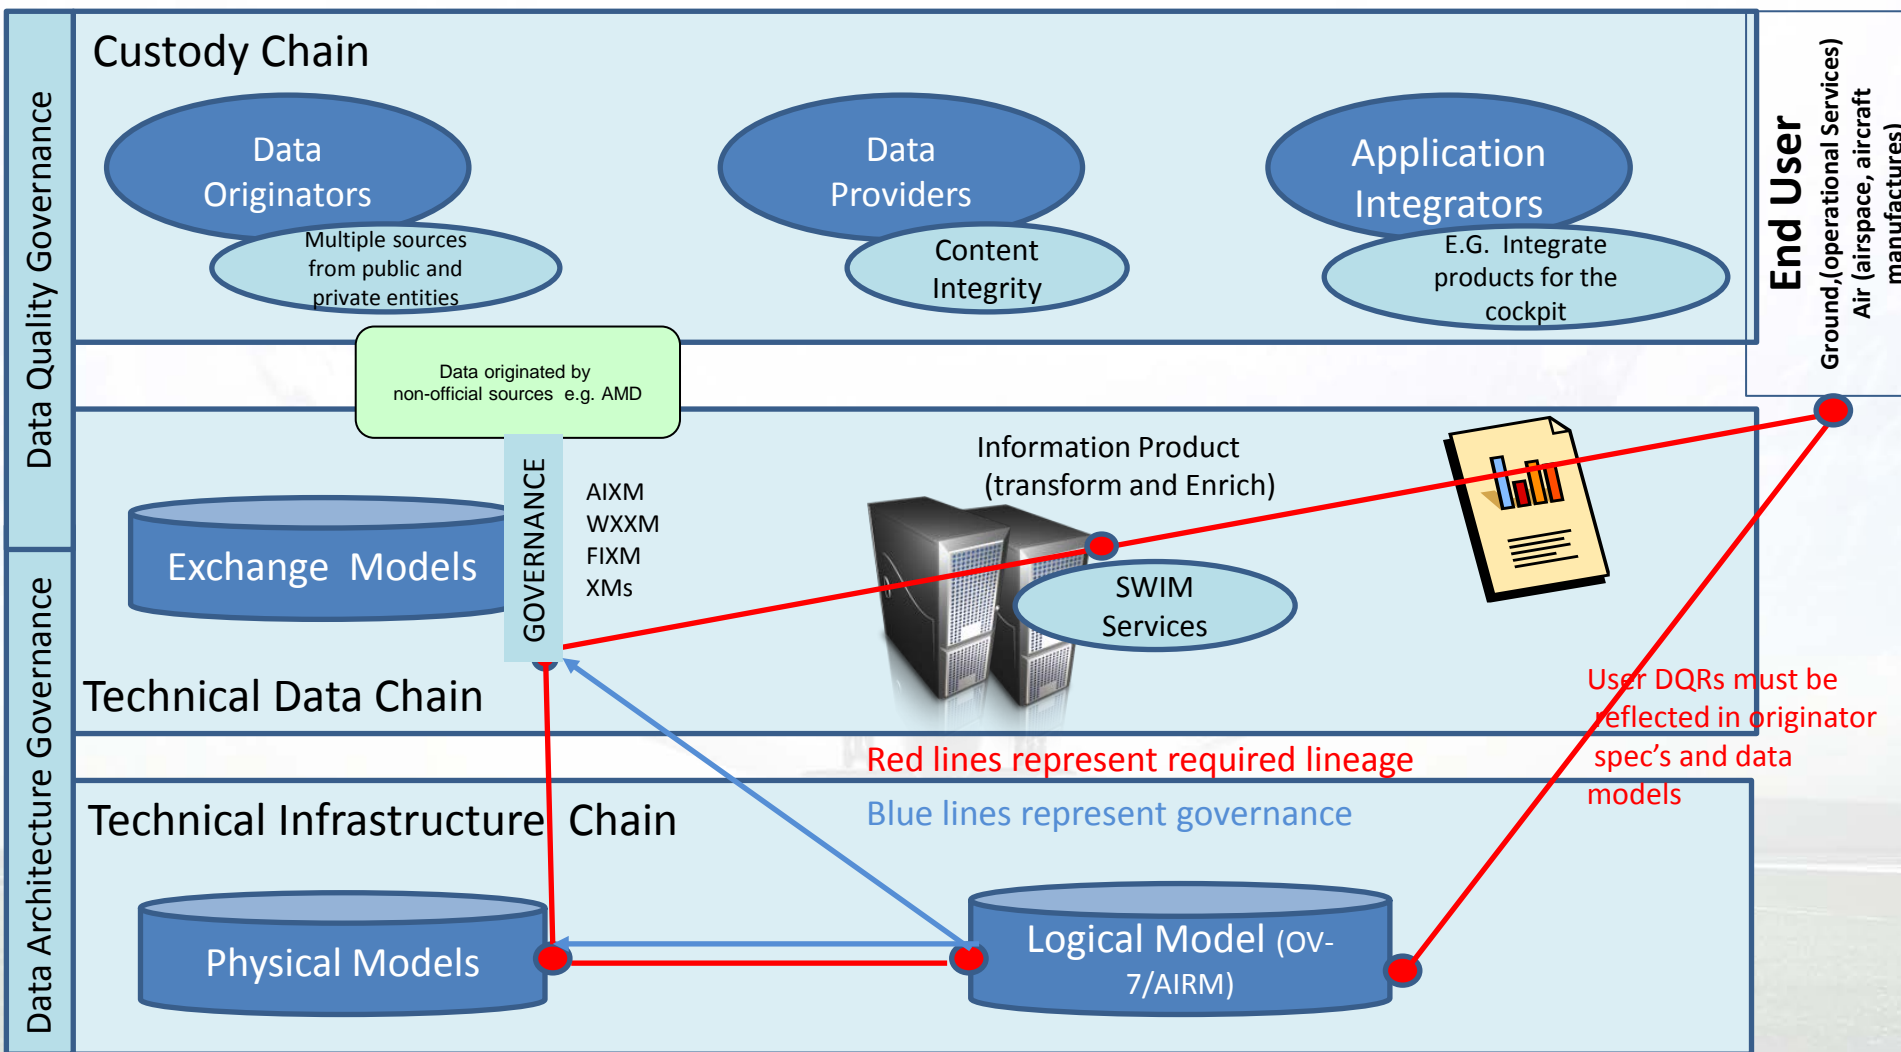 Data Quality Governance
Data Architecture Governance
Custody Chain
Data
Originators
Multiple sources
from public and
private entities
Data
Providers
Content
Integrity
Application
Integrators
E.G. Integrate
products for the
cockpit
End User
Ground,(operational Services)
Air (airspace, aircraft
manufactures)
Data originated by
non-official sources e.g. AMD
Exchange Models
GOVERNANCE
AIXM
WXXM
FIXM
XMs
Information Product
(transform and Enrich)
SWIM
Services
Technical Data Chain
User DQRs must be
reflected in originator
spec's and data
models
Red lines represent required lineage
Blue lines represent governance
Technical Infrastructure Chain
Physical Models
Logical Model (OV-
7/AIRM)